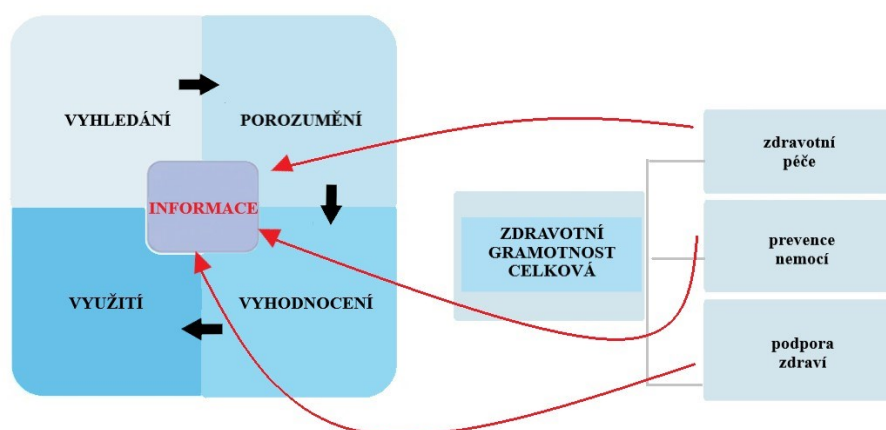 VYHLEDÁNÍ
POROZUMĚNÍ
INFORMACE
VYUŽITÍ
VYHODNOCENÍ
ZDRAVOTNÍ
GRAMOTNOST
CELKOVÁ
zdravotní
péče
prevence
nemocí
podpora
zdraví